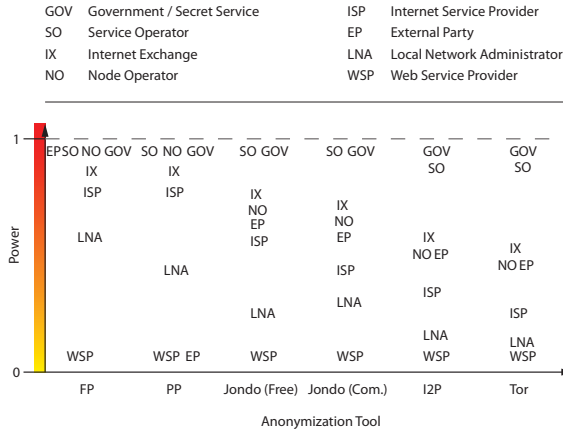 GOV Government / Secret Service ISP Internet Service Provider
SO Service Operator EP External Party
IX Internet Exchange LNA Local Network Administrator
NO Node Operator WSP Web Service Provider
1
EP SO NO GOV SO NO GOV SO GOV SO GOV GOV GOV
IX IX SO SO
ISP ISP IX
IX
NO
NO
EP
LNA ISP EP IX IX
NO EP NO EP
LNA ISP
ISP
LNA LNA ISP
LNA LNA
WSP WSP EP WSP WSP WSP WSP
0
FP PP Jondo (Free) Jondo (Com.) I2P Tor
Power
Anonymization Tool